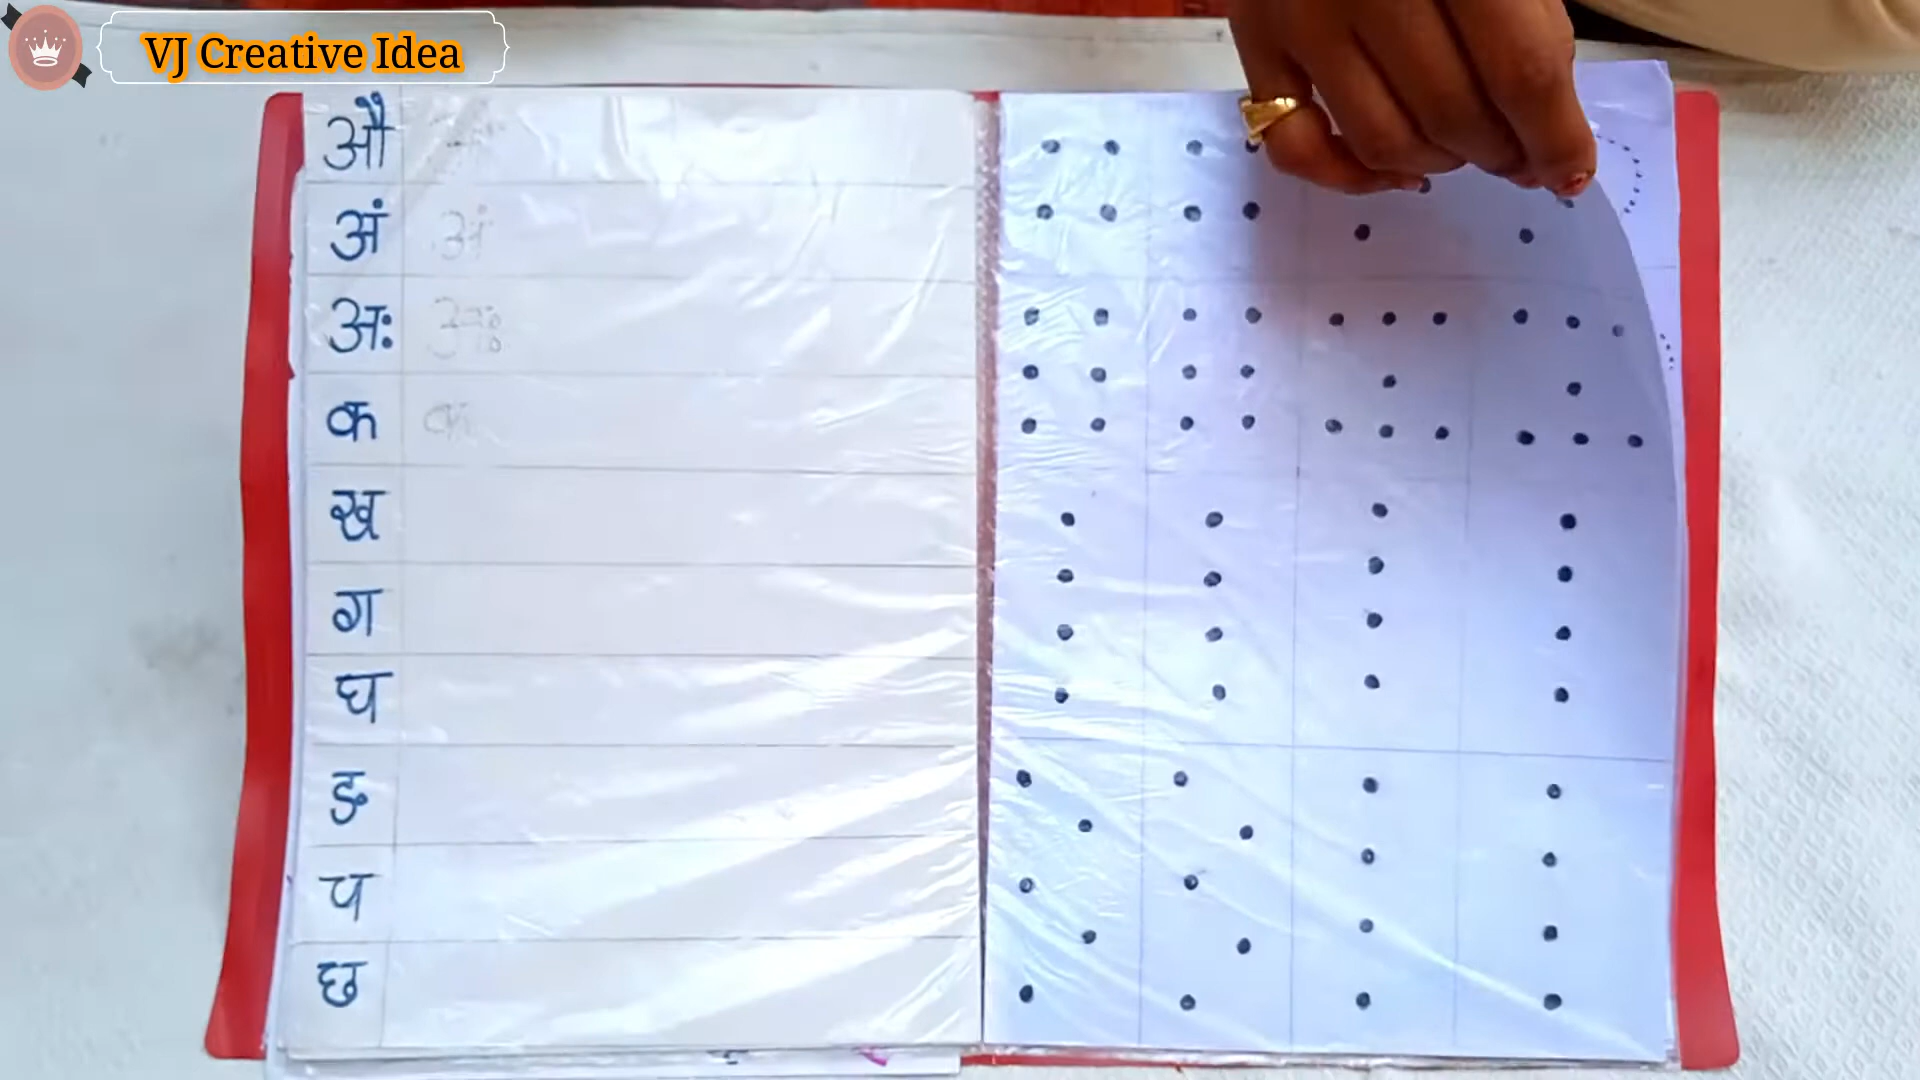 VJ Creative Idea
औ
अं अं
अः अः
क क
ख
ग
घ
ङ
प
छ